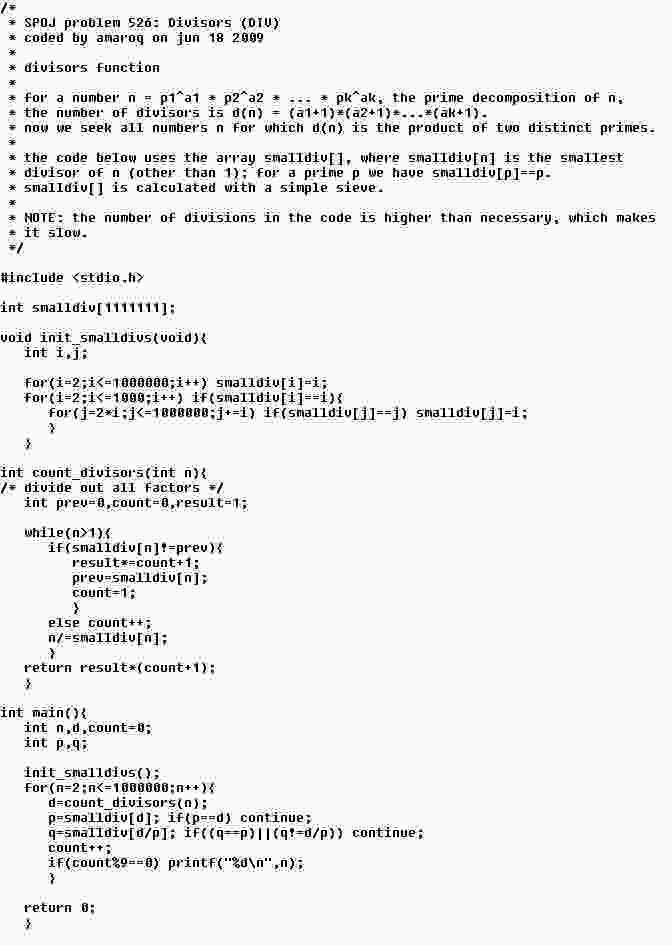 /*
 * SPOJ problem 526: Divisors (DIV)
 * coded by amaroq on jun 18 2009
 *
 * divisors function
 *
 * for a number n = p1^a1 * p2^a2 * ... * pk^ak, the prime decomposition of n,
 * the number of divisors is d(n) = (a1+1)*(a2+1)*...*(ak+1).
 * now we seek all numbers n for which d(n) is the product of two distinct primes.
 *
 * the code below uses the array smalldiv[], where smalldiv[n] is the smallest
 * divisor of n (other than 1); for a prime p we have smalldiv[p]==p.
 * smalldiv[] is calculated with a simple sieve.
 *
 * NOTE: the number of divisions in the code is higher than necessary, which makes
 * it slow.
 */

#include <stdio.h>

int smalldiv[1111111];

void init_smalldivs(void){
   int i,j;

   for(i=2;i<=1000000;i++) smalldiv[i]=i;
   for(i=2;i<=1000;i++) if(smalldiv[i]==i){
      for(j=2*i;j<=1000000;j+=i) if(smalldiv[j]==j) smalldiv[j]=i;
      }
   }

int count_divisors(int n){
/* divide out all factors */
   int prev=0,count=0,result=1;

   while(n>1){
      if(smalldiv[n]!=prev){
         result*=count+1;
         prev=smalldiv[n];
         count=1;
         }
      else count++;
      n/=smalldiv[n];
      }
   return result*(count+1);
   }

int main(){
   int n,d,count=0;
   int p,q;

   init_smalldivs();
   for(n=2;n<=1000000;n++){
      d=count_divisors(n);
      p=smalldiv[d]; if(p==d) continue;
      q=smalldiv[d/p]; if((q==p)||(q!=d/p)) continue;
      count++;
      if(count%9==0) printf("%d\n",n);
      }

   return 0;
   }